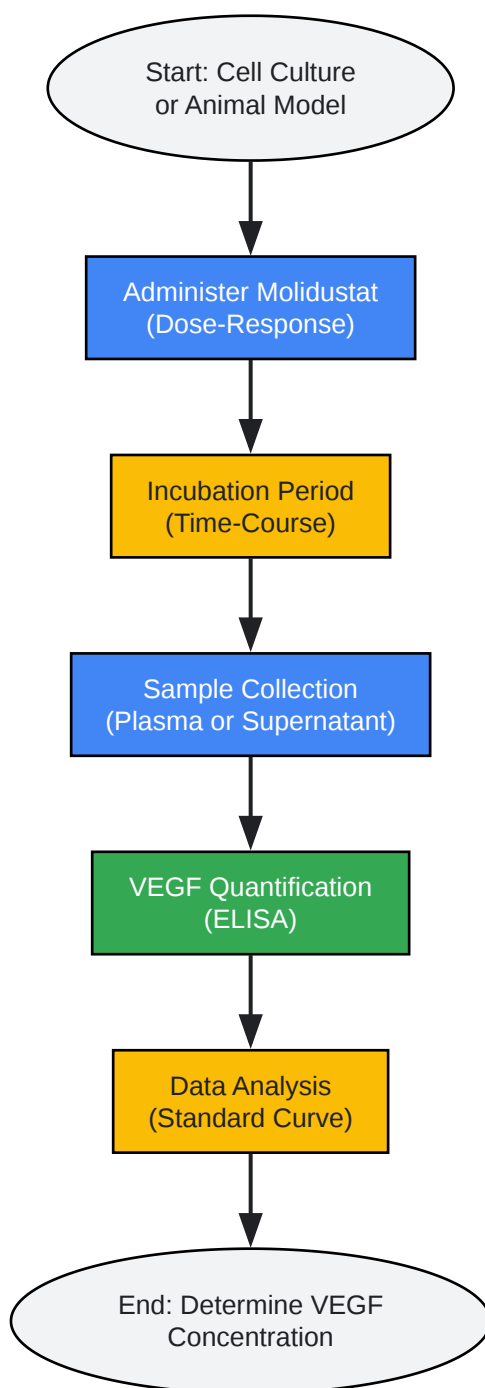 Start: Cell Culture
or Animal Model
Administer Molidustat
(Dose-Response)
Incubation Period
(Time-Course)
Sample Collection
(Plasma or Supernatant)
VEGF Quantification
(ELISA)
Data Analysis
(Standard Curve)
End: Determine VEGF
Concentration